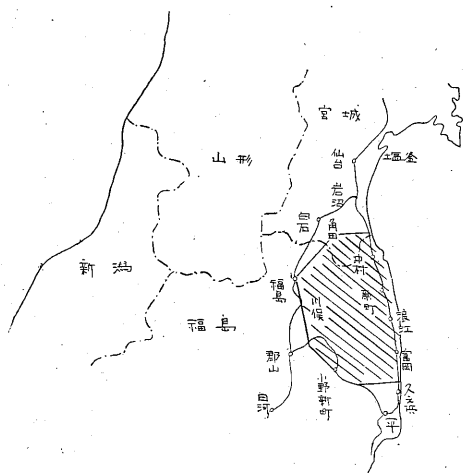 宮城
山形
仙台
塩釜
岩沼
白石
角田
新潟
中村
福島
福島
川俣
原町
浪江
郡山
富岡
小野新町
久之浜
白河
平